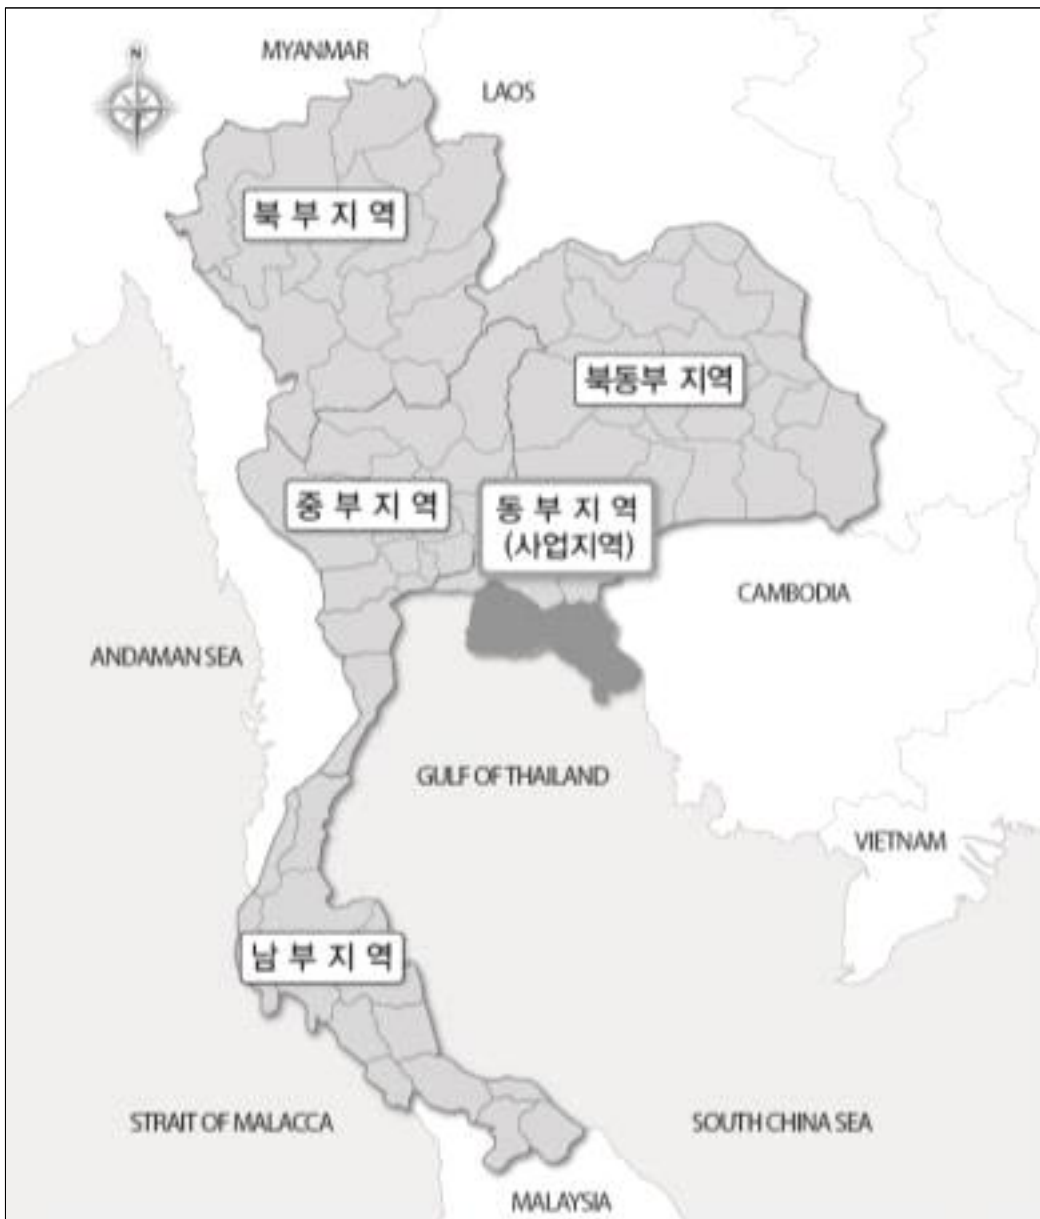 N
MYANMAR
LAOS
북 부 지 역
북동부 지역
중 부 지 역
동 부 지 역
(사업지역)
CAMBODIA
ANDAMAN SEA
GULF OF THAILAND
VIETNAM
남 부 지 역
STRAIT OF MALACCA
SOUTH CHINA SEA
MALAYSIA